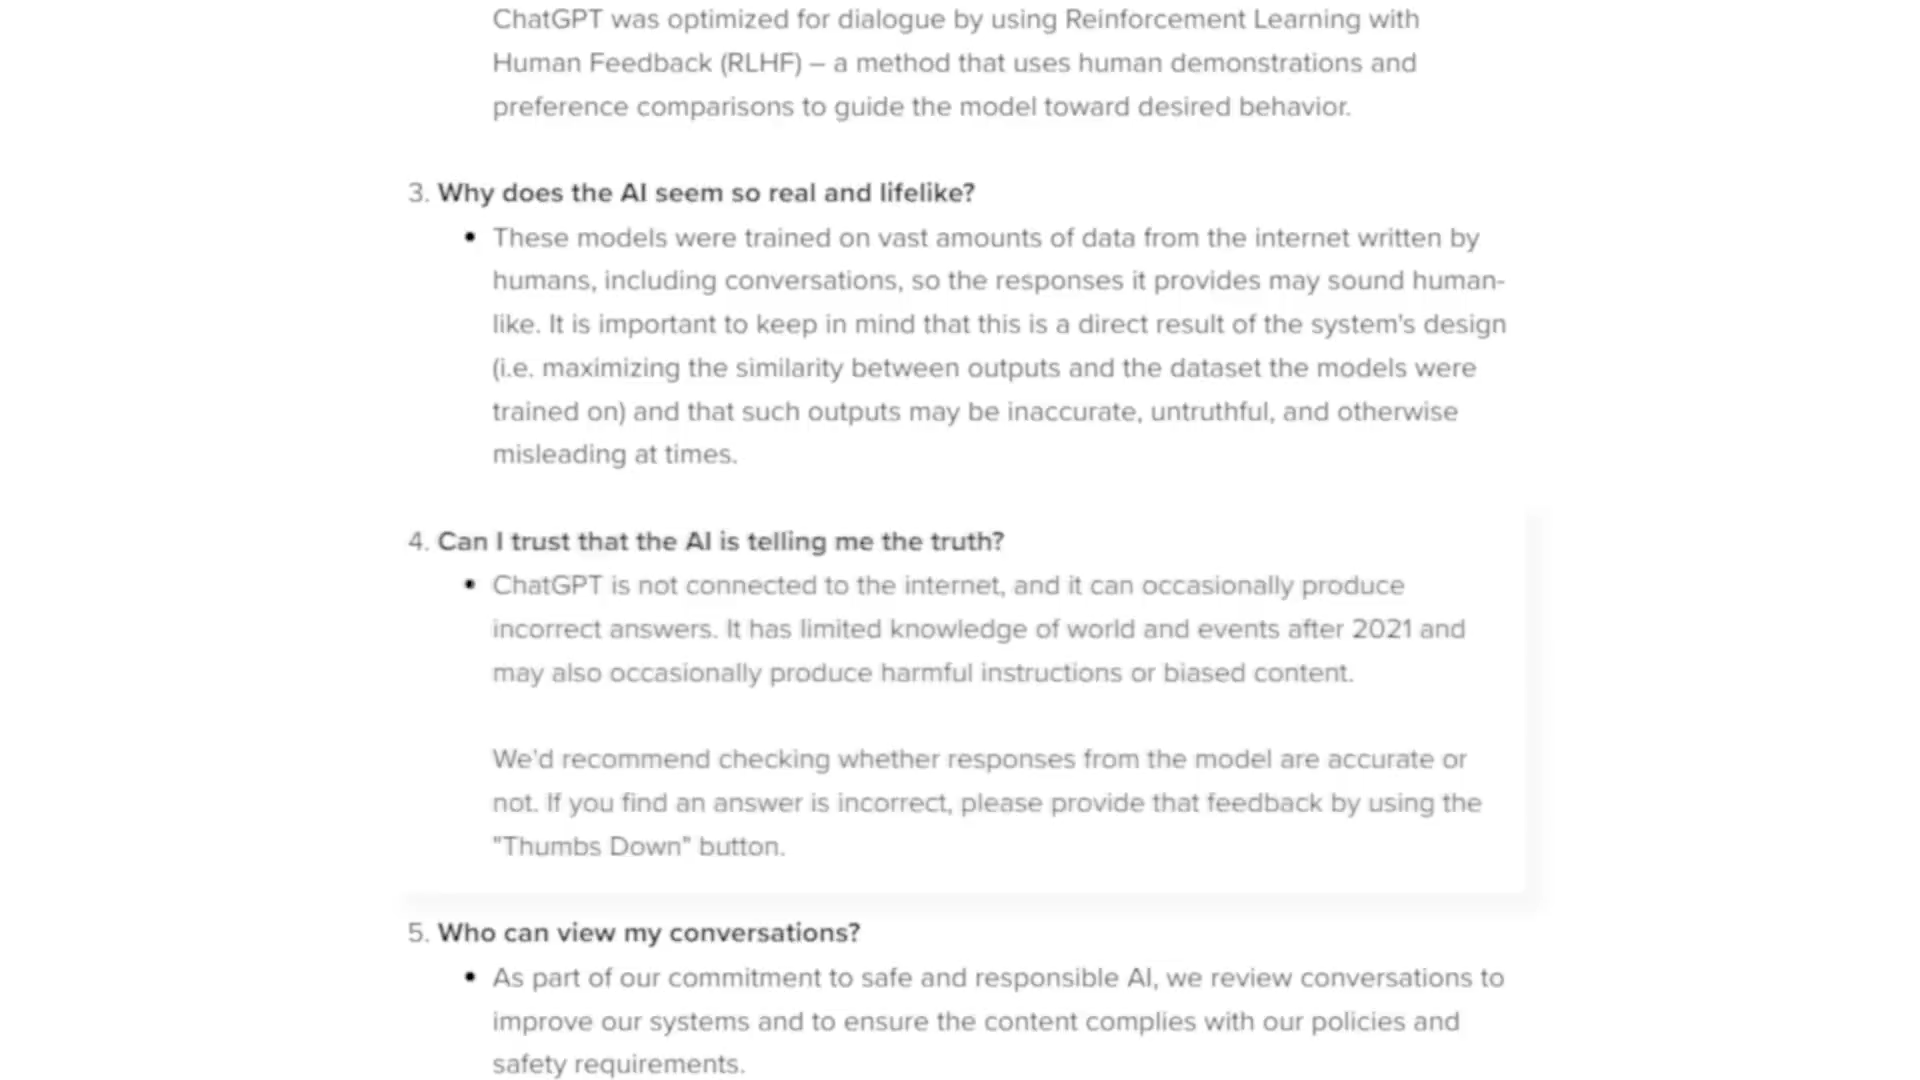 ChatGPT was optimized for dialogue by using Reinforcement Learning with
Human Feedback (RLHF) – a method that uses human demonstrations and
preference comparisons to guide the model toward desired behavior.
3. Why does the AI seem so real and lifelike?
• These models were trained on vast amounts of data from the internet written by
humans, including conversations, so the responses it provides may sound human-
like. It is important to keep in mind that this is a direct result of the system's design
(i.e. maximizing the similarity between outputs and the dataset the models were
trained on) and that such outputs may be inaccurate, untruthful, and otherwise
misleading at times.
4. Can I trust that the AI is telling me the truth?
• ChatGPT is not connected to the internet, and it can occasionally produce
incorrect answers. It has limited knowledge of world and events after 2021 and
may also occasionally produce harmful instructions or biased content.
We'd recommend checking whether responses from the model are accurate or
not. If you find an answer is incorrect, please provide that feedback by using the
"Thumbs Down" button.
5. Who can view my conversations?
• As part of our commitment to safe and responsible AI, we review conversations to
improve our systems and to ensure the content complies with our policies and
safety requirements.